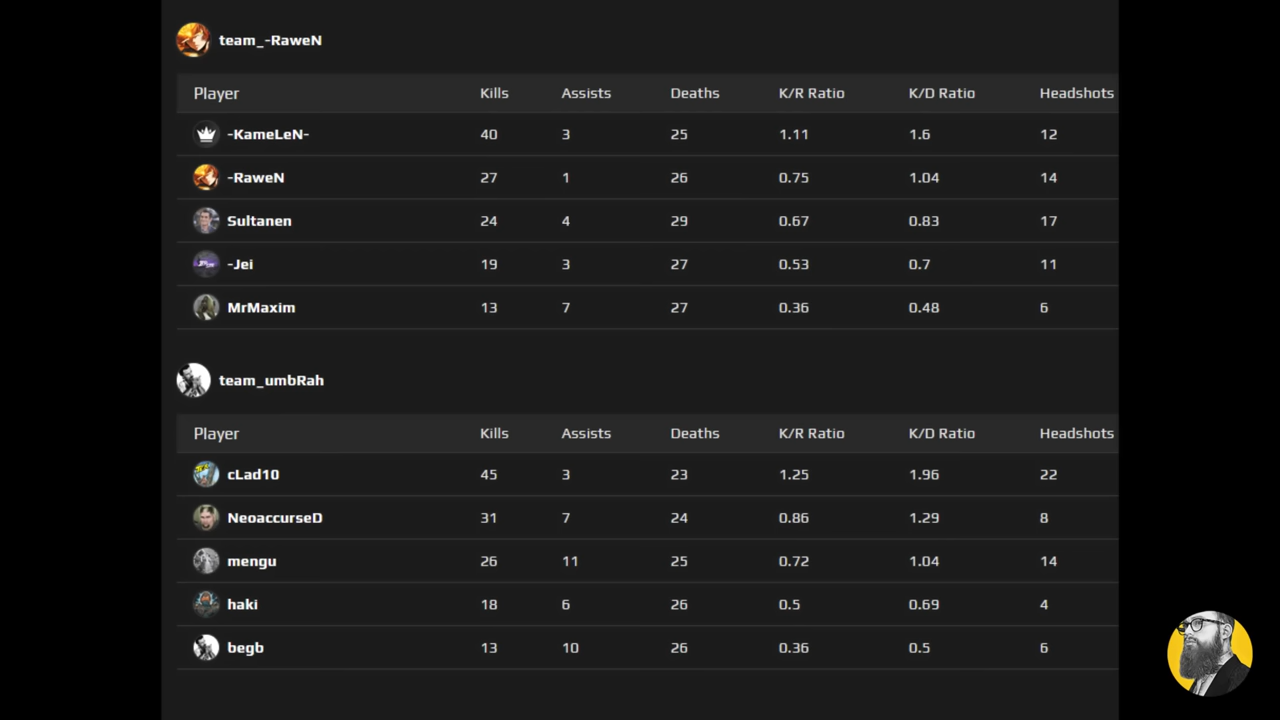 team_-RaweN
Player Kills Assists Deaths K/R Ratio K/D Ratio Headshots
-KameLeN- 40 3 25 1.11 1.6 12
-RaweN 27 1 26 0.75 1.04 14
Sultanen 24 4 29 0.67 0.83 17
-Jei 19 3 27 0.53 0.7 11
MrMaxim 13 7 27 0.36 0.48 6
team_umbRah
Player Kills Assists Deaths K/R Ratio K/D Ratio Headshots
cLad10 45 3 23 1.25 1.96 22
NeoaccurseD 31 7 24 0.86 1.29 8
mengu 26 11 25 0.72 1.04 14
haki 18 6 26 0.5 0.69 4
begb 13 10 26 0.36 0.5 6